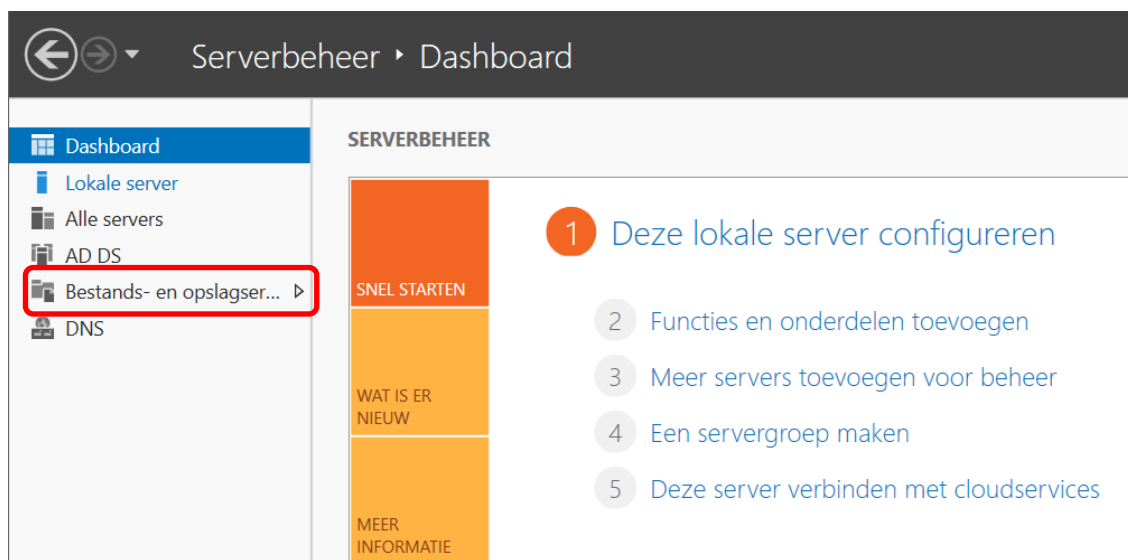 Serverbeheer ‣ Dashboard
Dashboard
Lokale server
Alle servers
AD DS
Bestands- en opslagser...
DNS
SERVERBEHEER
SNEL STARTEN
WAT IS ER
NIEUW
MEER
INFORMATIE
1 Deze lokale server configureren
2 Functies en onderdelen toevoegen
3 Meer servers toevoegen voor beheer
4 Een servergroep maken
5 Deze server verbinden met cloudservices